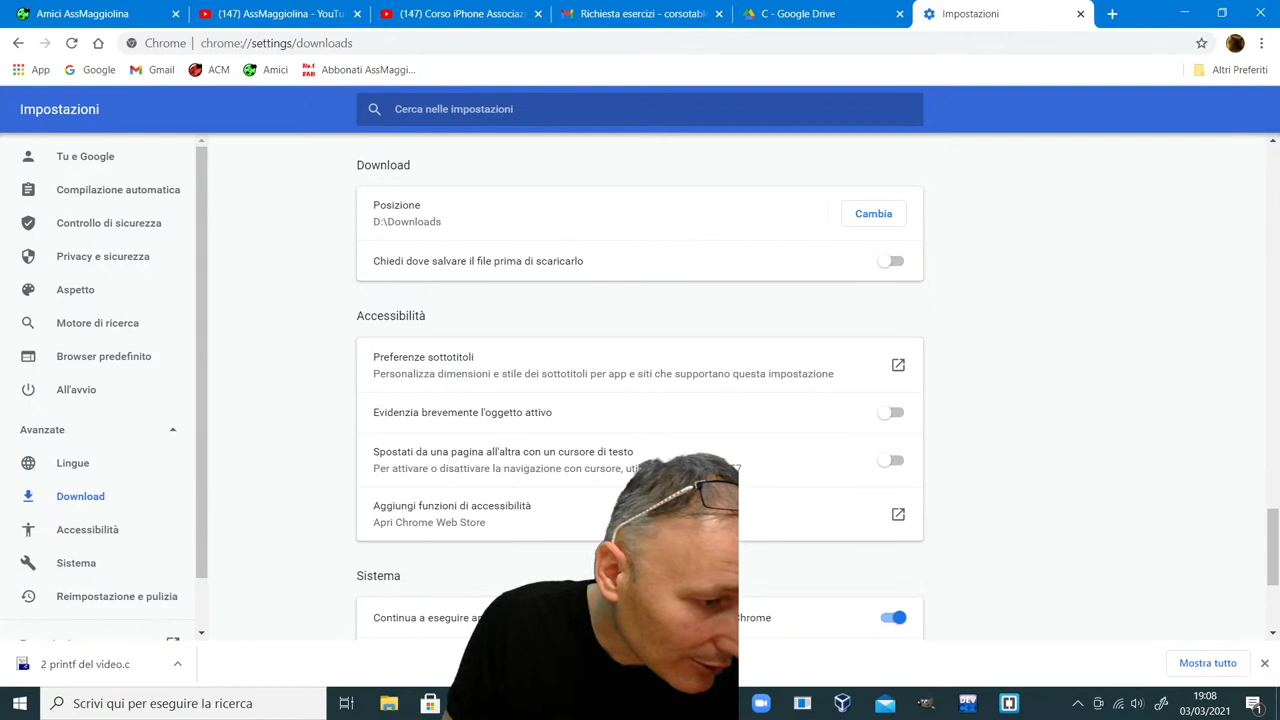 Amici YouTube AssMaggiolina
(147) AssMaggiolina - YouTube
(147) Corso iPhone Associaz
Richiesta esercizi - corsotable
C - Google Drive
Impostazioni
Chrome | chrome://settings/downloads
App
Google
Gmail
ACM
Amici
Abbonati AssMaggi...
Altri Preferiti
Impostazioni
Cerca nelle impostazioni
Tu e Google
Compilazione automatica
Controllo di sicurezza
Privacy e sicurezza
Aspetto
Motore di ricerca
Browser predefinito
All'avvio
Avanzate
Lingue
Download
Accessibilità
Sistema
Reimpostazione e pulizia
Download
Posizione
D:\Downloads
Cambia
Chiedi dove salvare il file prima di scaricarlo
Accessibilità
Preferenze sottotitoli
Personalizza dimensioni e stile dei sottotitoli per app e siti che supportano questa impostazione
Evidenzia brevemente l'oggetto attivo
Spostati da una pagina all'altra con un cursore di testo
Per attivare o disattivare la navigazione con cursore,
Aggiungi funzioni di accessibilità
Apri Chrome Web Store
Sistema
Continua a eseguire Chrome
2 printf del video.c
Mostra tutto
Scrivi qui per eseguire la ricerca
DEV
19:08
03/03/2021